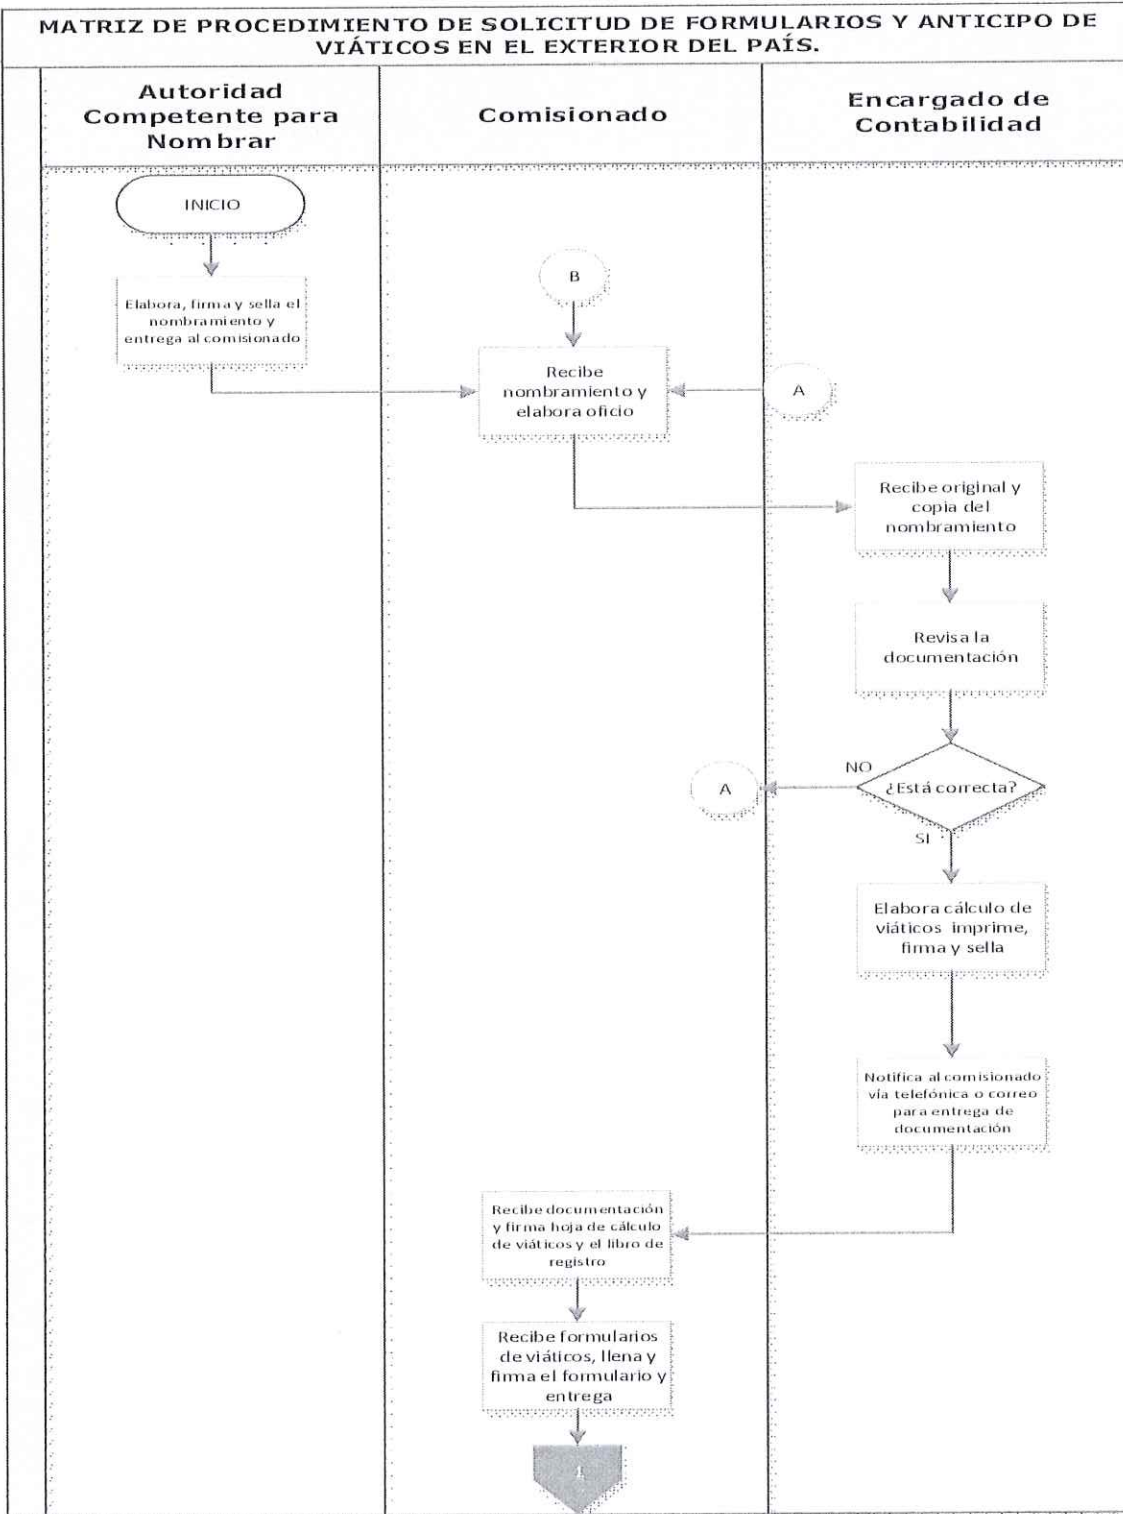 MATRIZ DE PROCEDIMIENTO DE SOLICITUD DE FORMULARIOS Y ANTICIPO DE
VIÁTICOS EN EL EXTERIOR DEL PAÍS.
Autoridad
Competente para
Nombrar
Comisionado
Encargado de
Contabilidad
INICIO
Elabora, firma y sella el
nombramiento y
entrega al comisionado
B
Recibe
nombramiento y
elabora oficio
A
Recibe original y
copia del
nombramiento
Revisa la
documentación
¿Está correcta?
NO
A
SI
Elabora cálculo de
viáticos imprime,
firma y sella
Notifica al comisionado
vía telefónica o correo
para entrega de
documentación
Recibe documentación
y firma hoja de cálculo
de viáticos y el libro de
registro
Recibe formularios
de viáticos, llena y
firma el formulario y
entrega
1